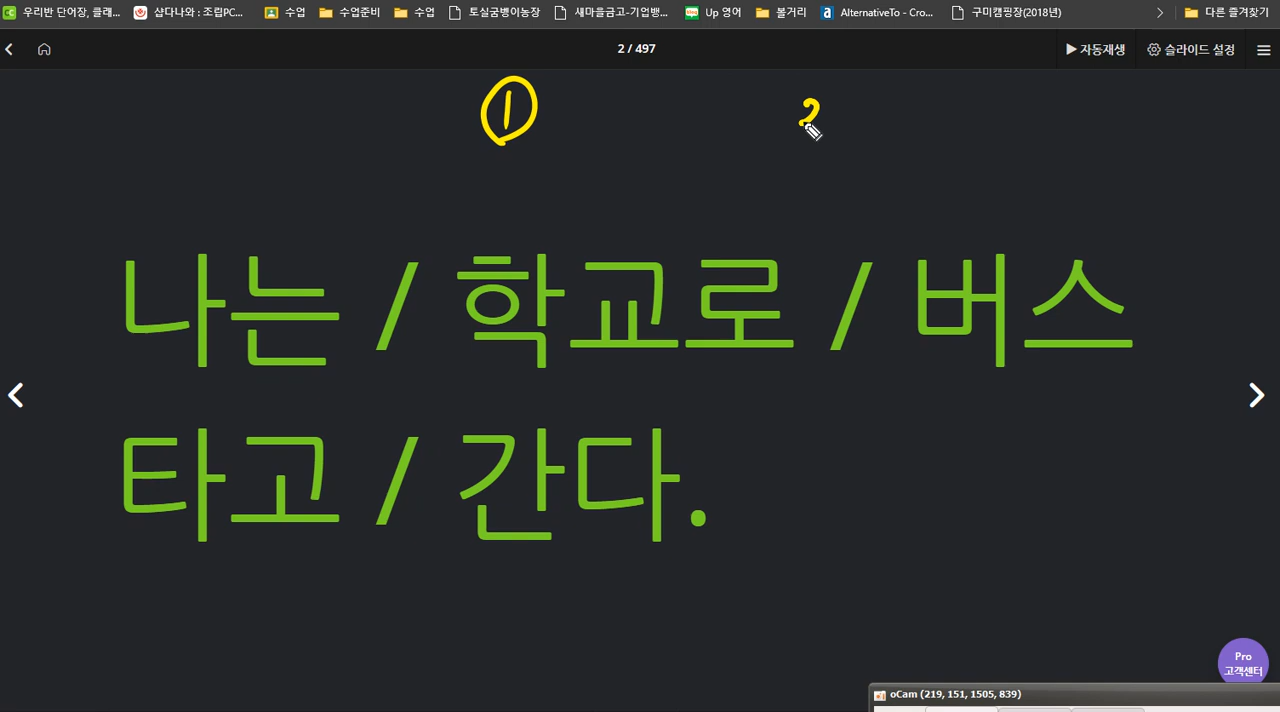 우리반 단어장, 클래... 샵다나와 : 조립PC... 수업 수업준비 수업 토실굼뱅이농장 새마을금고-기업뱅... Up 영어 볼거리 AlternativeTo - Cro... 구미캠핑장(2018년) 다른 즐겨찾기
2 / 497 자동재생 슬라이드 설정
1 2
나는 / 학교로 / 버스
타고 / 간다.
Pro
고객센터
oCam (219, 151, 1505, 839)